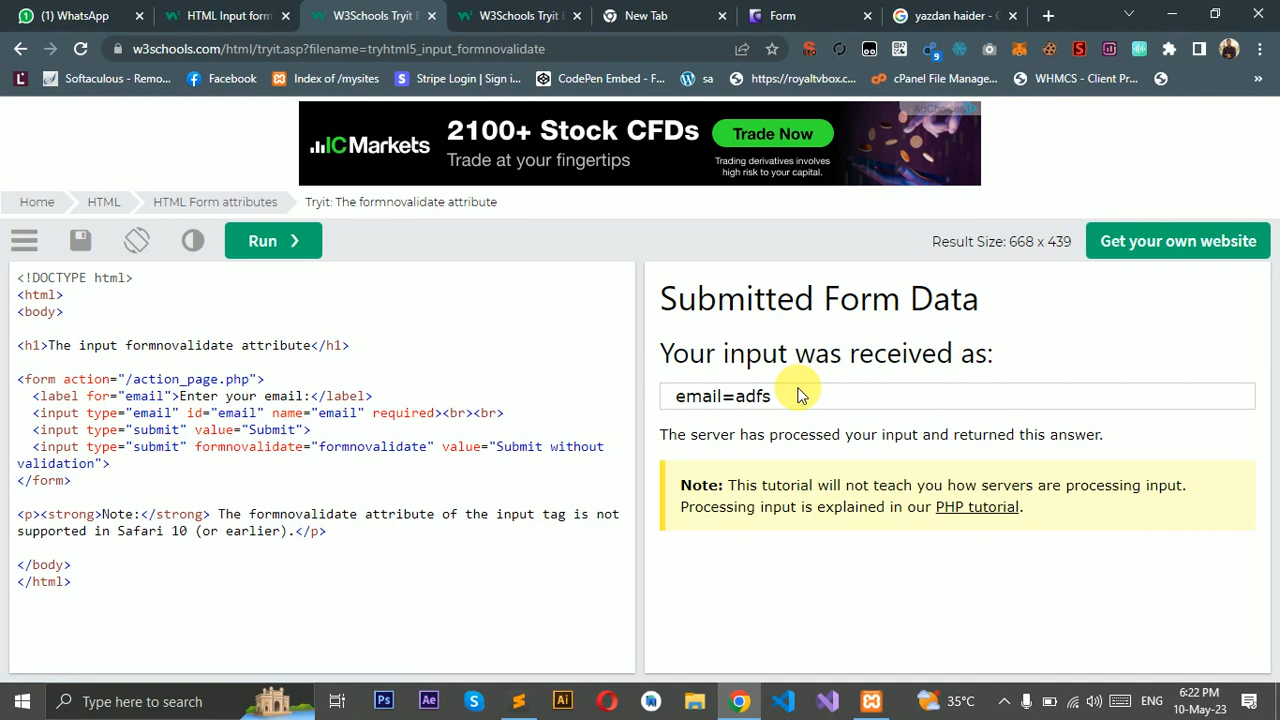 (1) WhatsApp
HTML Input form
W3Schools Tryit E
W3Schools Tryit E
New Tab
Form
yazdan haider - G
w3schools.com/html/tryit.asp?filename=tryhtml5_input_formnovalidate
9
Softaculous - Remo...
Facebook
Index of /mysites
Stripe Login | Sign i...
CodePen Embed - F...
sa
https://royaltvbox.c...
cPanel File Manage...
WHMCS - Client Pr...
»
IC Markets
2100+ Stock CFDs
Trade at your fingertips
Trade Now
Trading derivatives involves
high risk to your capital.
AdChoices
Home
HTML
HTML Form attributes
Tryit: The formnovalidate attribute
Run ❯
Result Size: 668 x 439
Get your own website
<!DOCTYPE html>
<html>
<body>
<h1>The input formnovalidate attribute</h1>
<form action="/action_page.php">
<label for="email">Enter your email:</label>
<input type="email" id="email" name="email" required><br><br>
<input type="submit" value="Submit">
<input type="submit" formnovalidate="formnovalidate" value="Submit without
validation">
</form>
<p><strong>Note:</strong> The formnovalidate attribute of the input tag is not
supported in Safari 10 (or earlier).</p>
</body>
</html>
Submitted Form Data
Your input was received as:
email=adfs
The server has processed your input and returned this answer.
Note: This tutorial will not teach you how servers are processing input.
Processing input is explained in our PHP tutorial.
Type here to search
Ps
Ae
S
Ai
35°C
ENG
6:22 PM
10-May-23